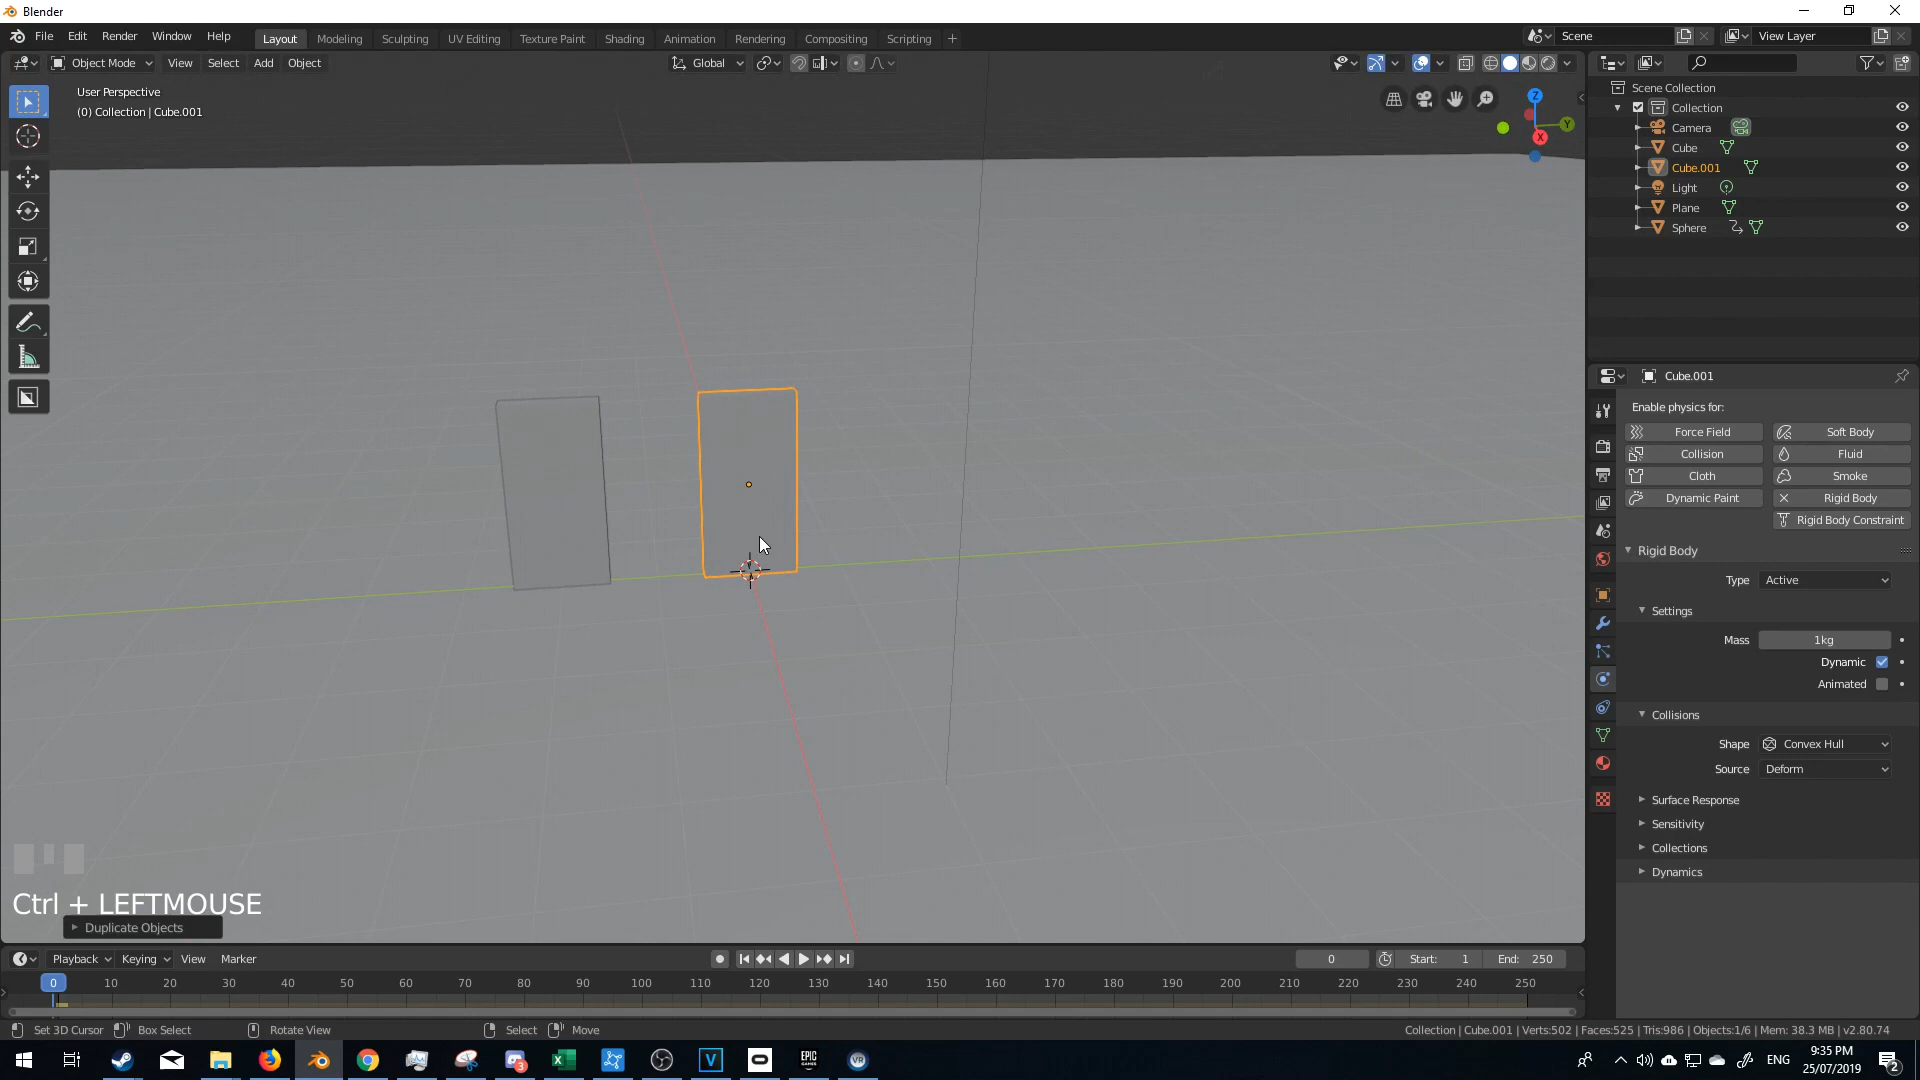 Blender
File Edit Render Window Help
Layout Modeling Sculpting UV Editing Texture Paint Shading Animation Rendering Compositing Scripting +
Scene
View Layer
Object Mode View Select Add Object
Global
User Perspective
(0) Collection | Cube.001
Z
Y
X
Scene Collection
Collection
Camera
Cube
Cube.001
Light
Plane
Sphere
Cube.001
Enable physics for:
Force Field Soft Body
Collision Fluid
Cloth Smoke
Dynamic Paint Rigid Body
Rigid Body Constraint
Rigid Body
Type Active
Settings
Mass 1kg
Dynamic
Animated
Collisions
Shape Convex Hull
Source Deform
Surface Response
Sensitivity
Collections
Dynamics
Ctrl + LEFTMOUSE
Duplicate Objects
Playback Keying View Marker
0 Start: 1 End: 250
0 10 20 30 40 50 60 70 80 90 100 110 120 130 140 150 160 170 180 190 200 210 220 230 240 250
Set 3D Cursor Box Select Rotate View Select Move
Collection | Cube.001 | Verts:502 | Faces:525 | Tris:986 | Objects:1/6 | Mem: 38.3 MB | v2.80.74
3
V
EPIC GAMES
VR
ENG
9:35 PM
25/07/2019
2